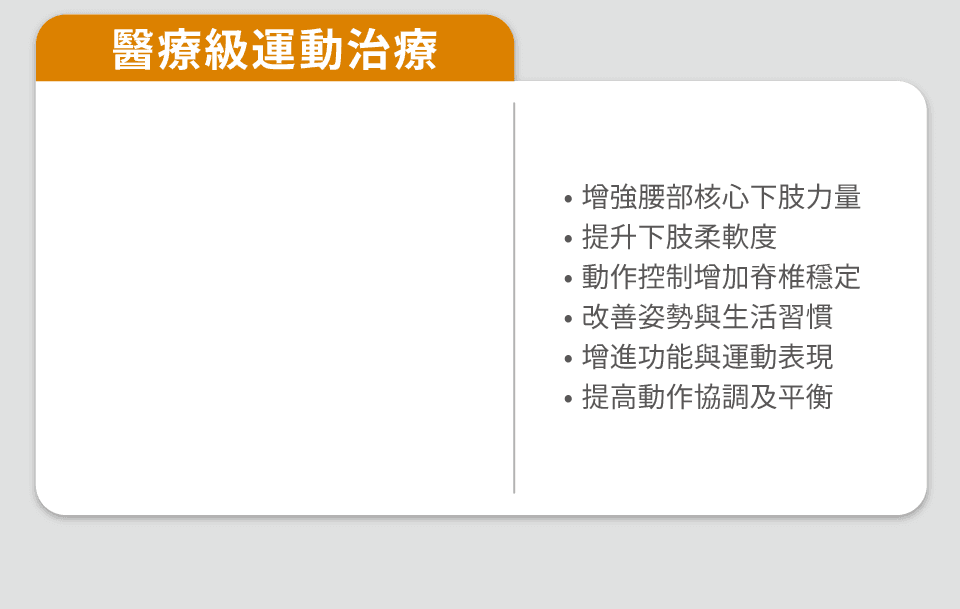 醫療級運動治療
• 增強腰部核心下肢力量
• 提升下肢柔軟度
• 動作控制增加脊椎穩定
• 改善姿勢與生活習慣
• 增進功能與運動表現
• 提高動作協調及平衡